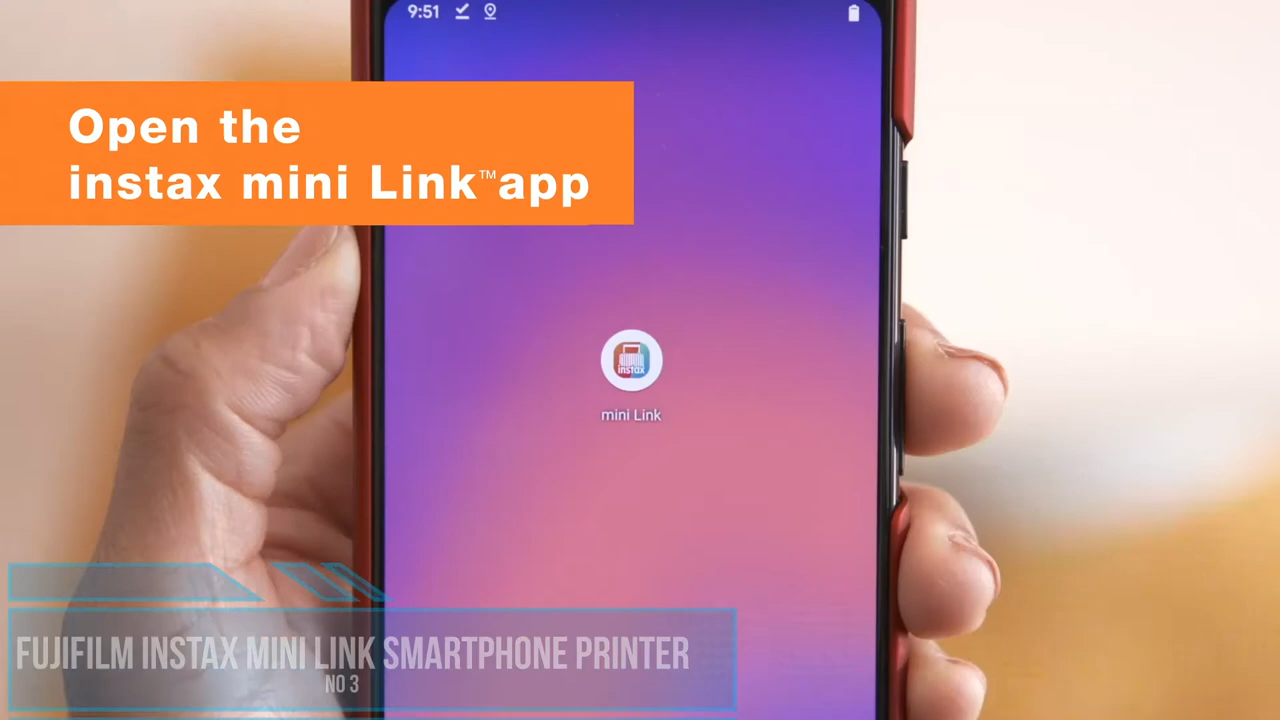 9:51
Open the
instax mini Link™app
instax
mini Link
FUJIFILM INSTAX MINI LINK SMARTPHONE PRINTER
NO 3